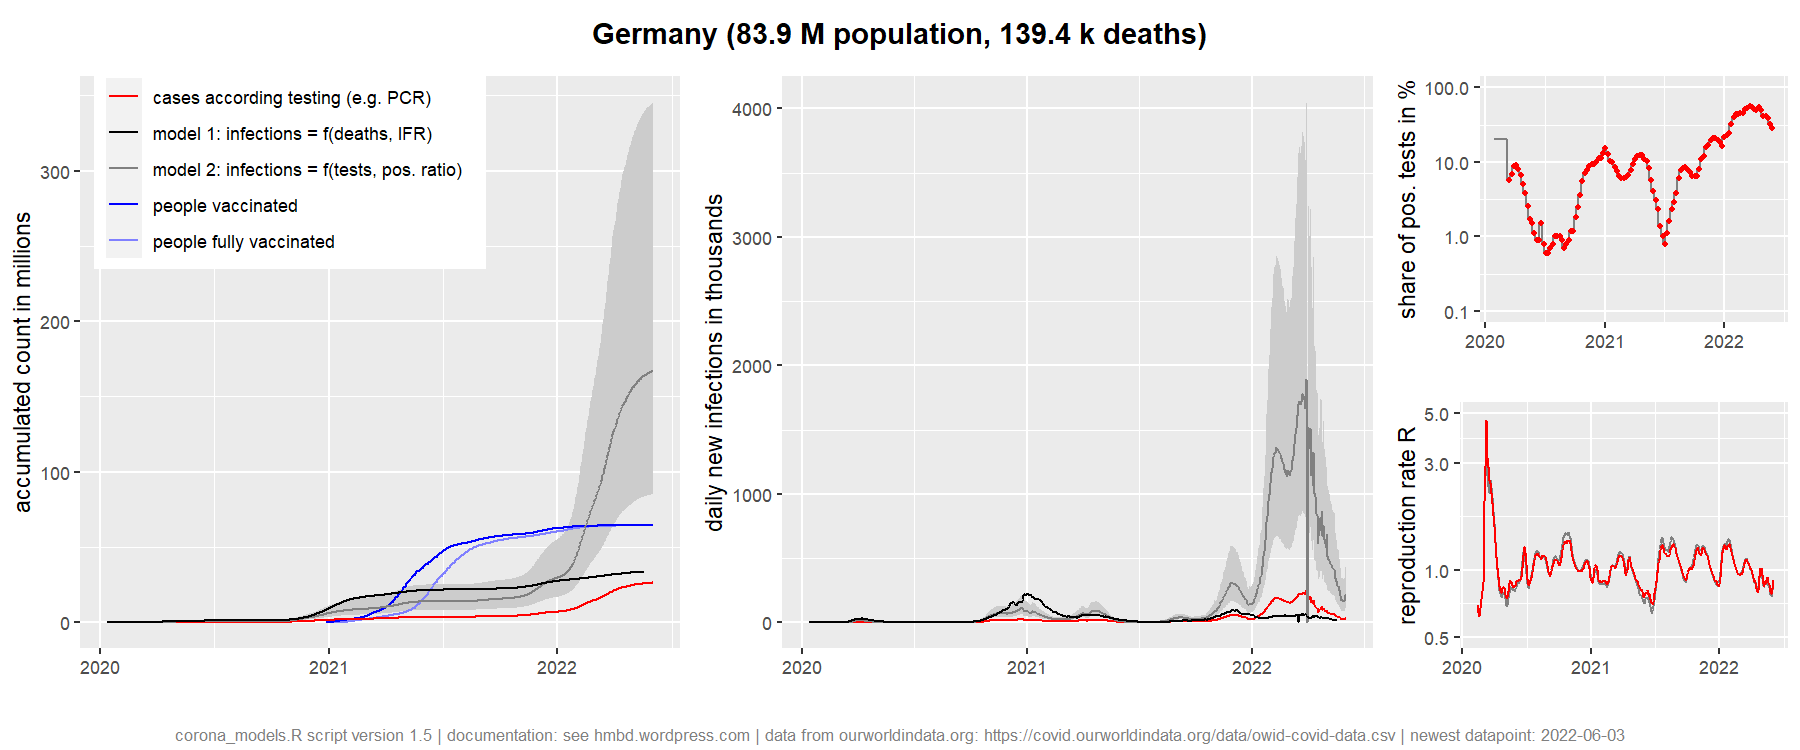 Germany (83.9 M population, 139.4 k deaths)
accumulated count in millions
300
200
100
0
2020
2021
2022
cases according testing (e.g. PCR)
model 1: infections = f(deaths, IFR)
model 2: infections = f(tests, pos. ratio)
people vaccinated
people fully vaccinated
daily new infections in thousands
4000
3000
2000
1000
0
2020
2021
2022
share of pos. tests in %
100.0
10.0
1.0
0.1
2020
2021
2022
reproduction rate R
5.0
3.0
1.0
0.5
2020
2021
2022
corona_models.R script version 1.5 | documentation: see hmbd.wordpress.com | data from ourworldindata.org: https://covid.ourworldindata.org/data/owid-covid-data.csv | newest datapoint: 2022-06-03